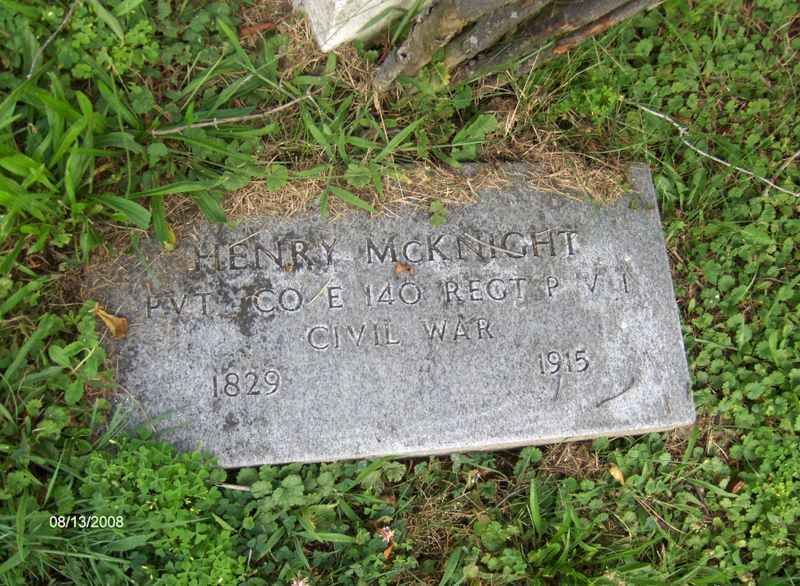 HENRY McKNIGHT
PVT CO E 140 REGT P V I
CIVIL WAR
1829 1915
08/13/2008